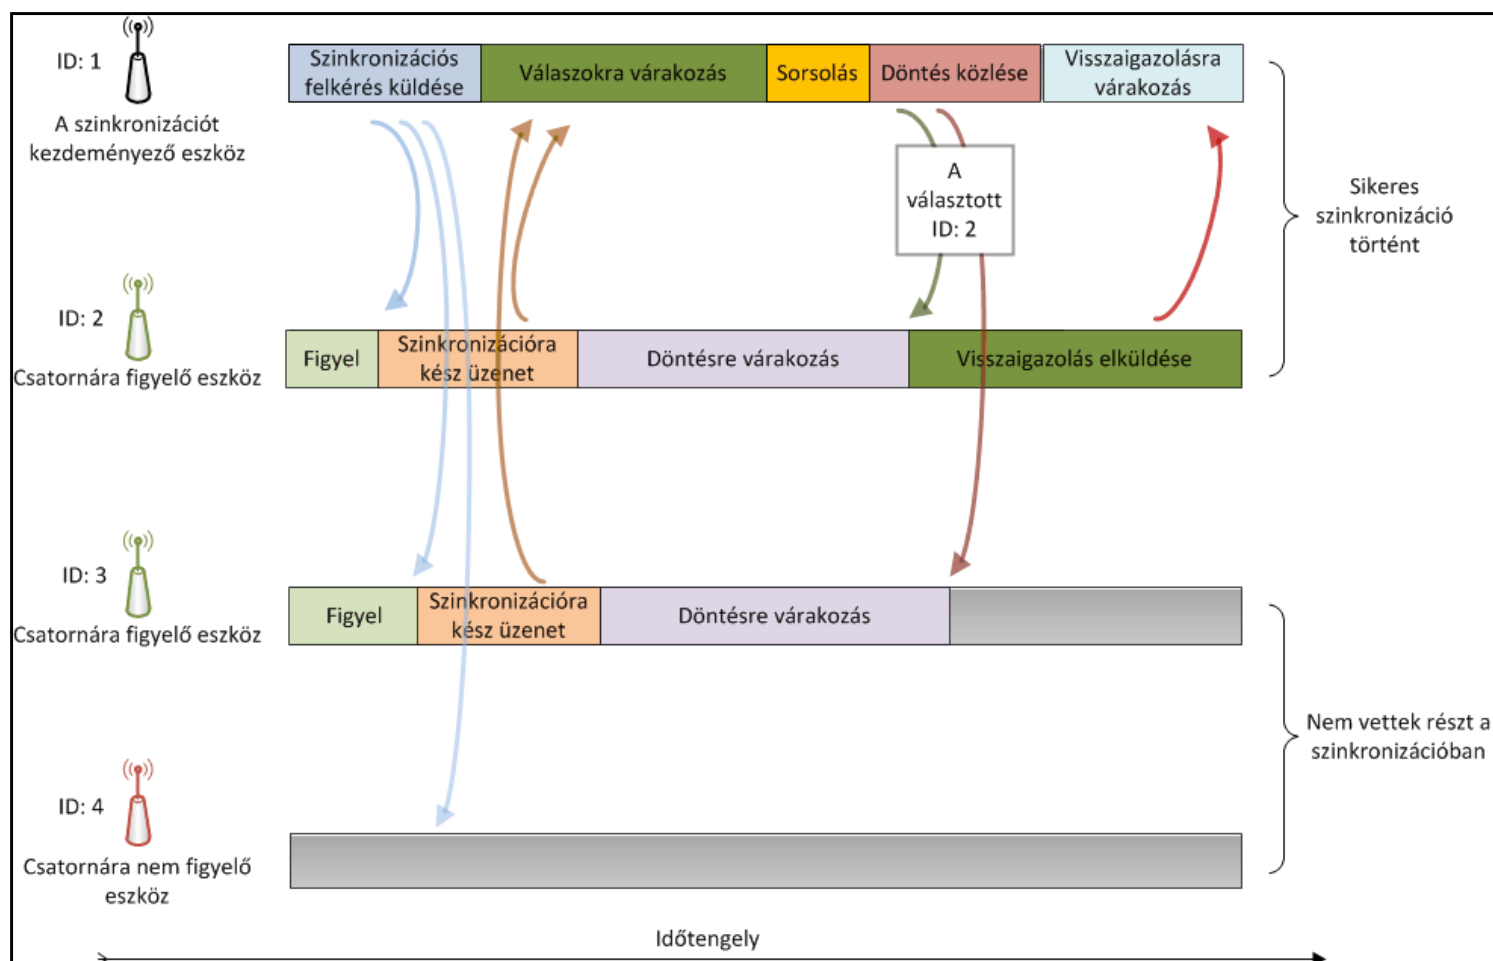 ID: 1
A szinkronizációt
kezdeményező eszköz
Szinkronizációs
felkérés küldése
Válaszokra várakozás
Sorsolás
Döntés közlése
Visszaigazolásra
várakozás
A
választott
ID: 2
Sikeres
szinkronizáció
történt
ID: 2
Csatornára figyelő eszköz
Figyel
Szinkronizációra
kész üzenet
Döntésre várakozás
Visszaigazolás elküldése
ID: 3
Csatornára figyelő eszköz
Figyel
Szinkronizációra
kész üzenet
Döntésre várakozás
Nem vettek részt a
szinkronizációban
ID: 4
Csatornára nem figyelő
eszköz
Időtengely